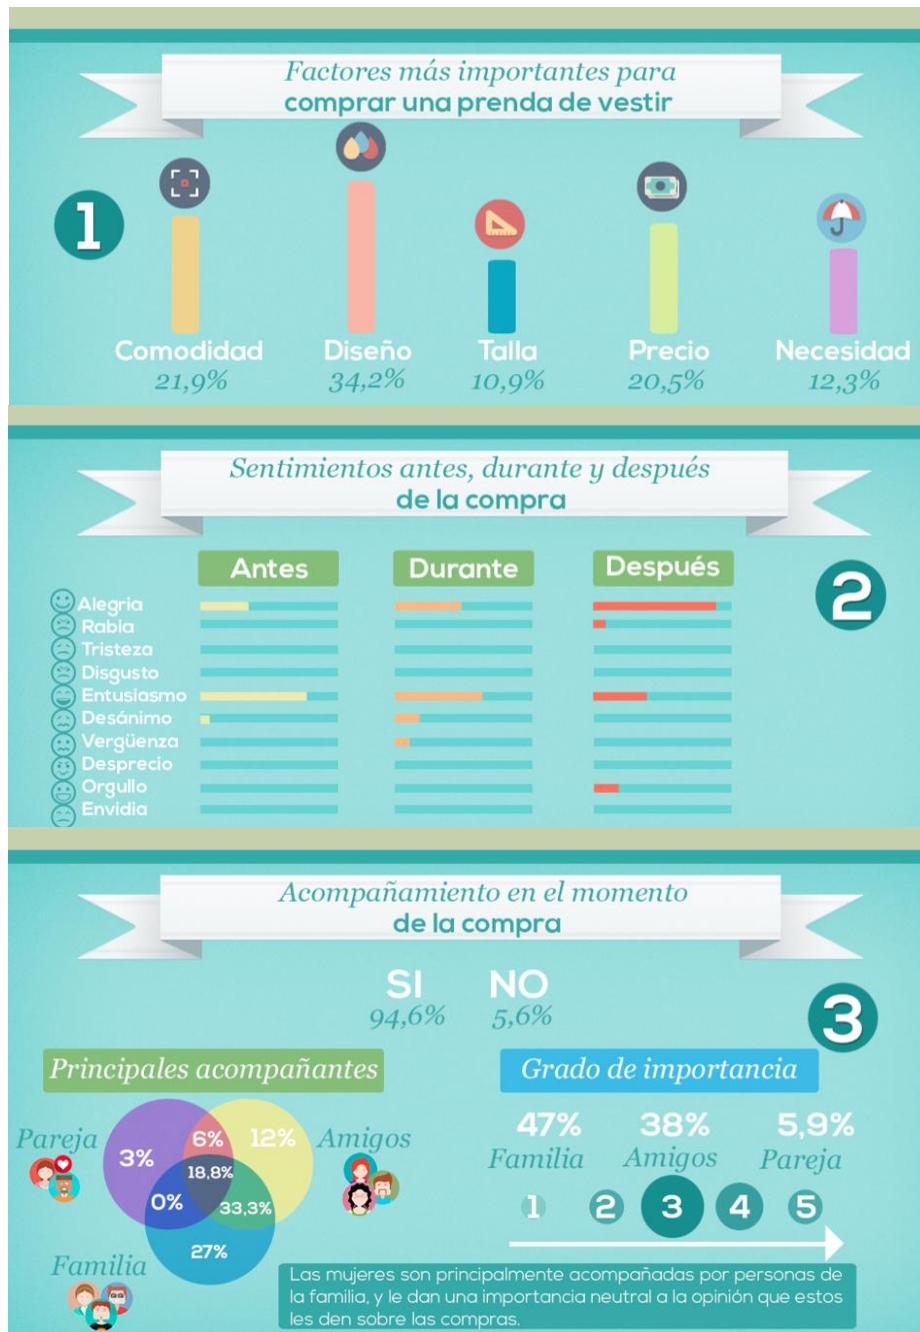 Factores más importantes para
comprar una prenda de vestir
1
Comodidad
21,9%
Diseño
34,2%
Talla
10,9%
Precio
20,5%
Necesidad
12,3%
Sentimientos antes, durante y después
de la compra
2
Antes
Durante
Después
Alegria
Rabia
Tristeza
Disgusto
Entusiasmo
Desánimo
Vergüenza
Desprecio
Orgullo
Envidia
Acompañamiento en el momento
de la compra
SI
94,6%
NO
5,6%
3
Principales acompañantes
Pareja
3%
6%
12%
Amigos
18,8%
0%
33,3%
27%
Familia
Grado de importancia
47%
Familia
38%
Amigos
5,9%
Pareja
1 2 3 4 5
Las mujeres son principalmente acompañadas por personas de
la familia, y le dan una importancia neutral a la opinión que estos
les den sobre las compras.